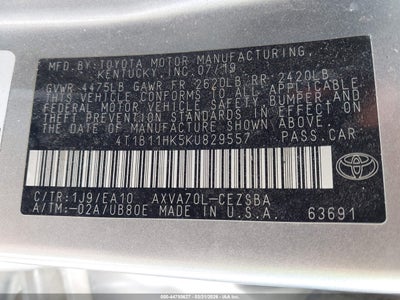 MFD.BY:TOYOTA MOTOR MANUFACTURING,
KENTUCKY,INC.07/19
GVWR 4475LB GAWR FR 2620LB RR 2420LB
THIS VEHICLE CONFORMS TO ALL APPLICABLE
FEDERAL MOTOR VEHICLE SAFETY,BUMPER,AND
THEFT PREVENTION STANDARDS IN EFFECT ON
THE DATE OF MANUFACTURE SHOWN ABOVE.
4T1B11HK5KU829557 PASS.CAR
C/TR:1J9/EA10 AXVA70L-CEZSBA
A/TM:-02A/UB80E MADE IN U.S.A. 63691
TOYOTA